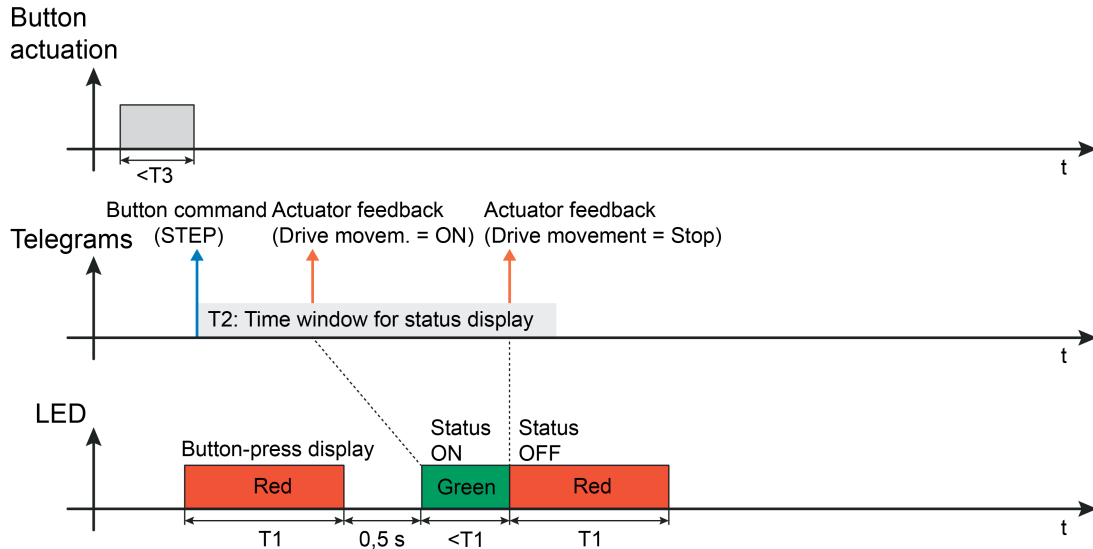 Button
actuation
<T3
t
Button command
(STEP)
Actuator feedback
(Drive movem. = ON)
Actuator feedback
(Drive movement = Stop)
Telegrams
T2: Time window for status display
t
LED
Button-press display
Status
ON
Status
OFF
Red
Green
Red
T1
0,5 s
<T1
T1
t